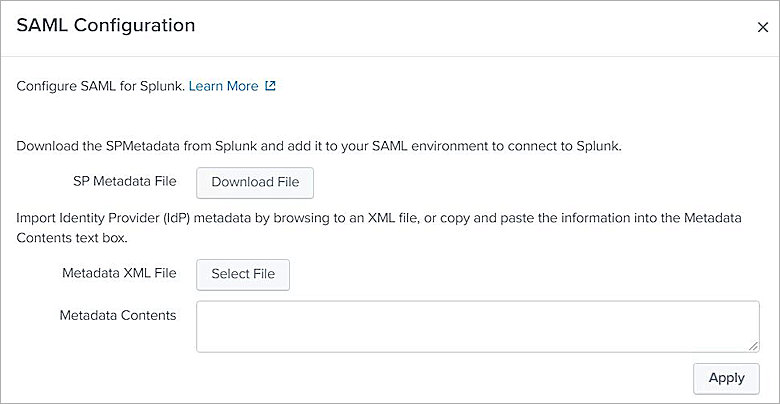 SAML Configuration
Configure SAML for Splunk. Learn More
Download the SPMetadata from Splunk and add it to your SAML environment to connect to Splunk.
SP Metadata File Download File
Import Identity Provider (IdP) metadata by browsing to an XML file, or copy and paste the information into the Metadata
Contents text box.
Metadata XML File Select File
Metadata Contents
Apply